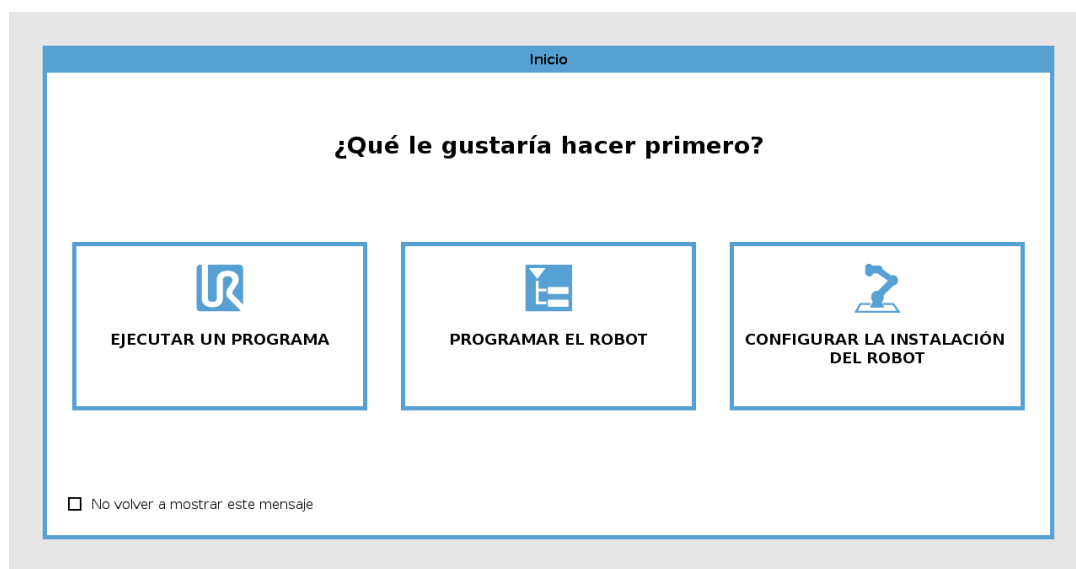 Inicio
¿Qué le gustaría hacer primero?
EJECUTAR UN PROGRAMA
PROGRAMAR EL ROBOT
CONFIGURAR LA INSTALACIÓN
DEL ROBOT
No volver a mostrar este mensaje